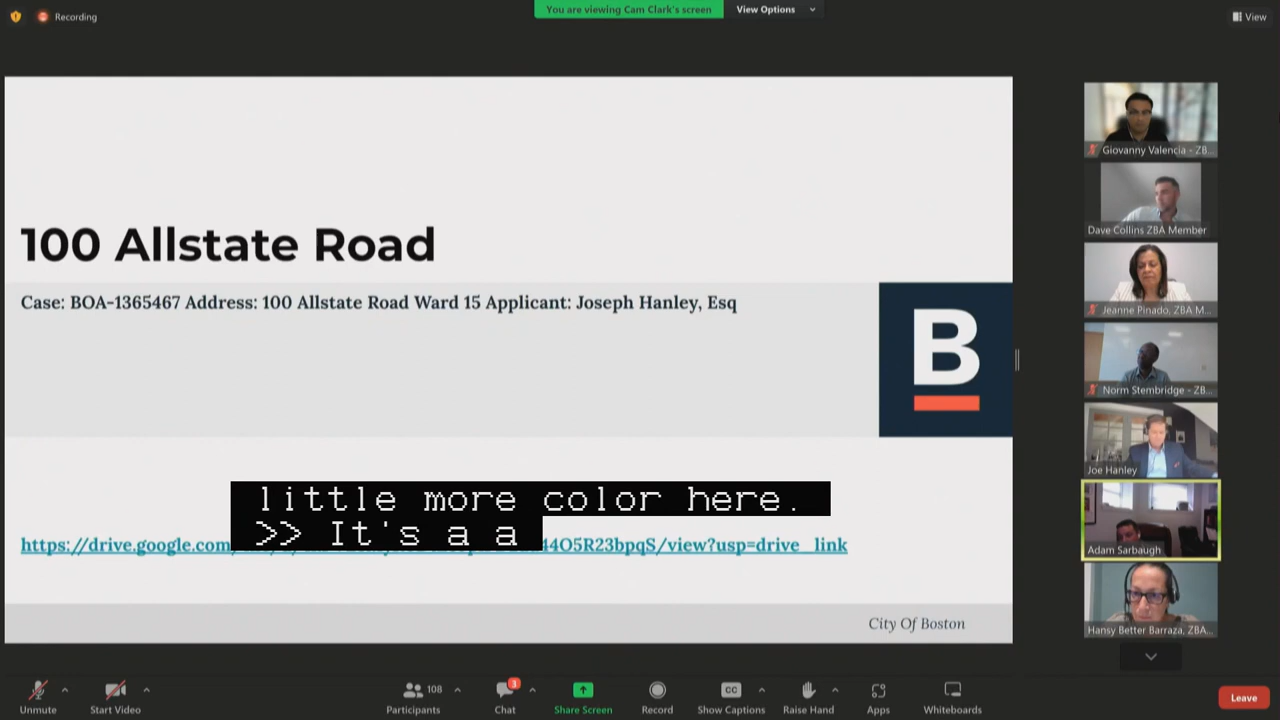 Recording
You are viewing Cam Clark's screen
View Options
View
100 Allstate Road
Case: BOA-1365467 Address: 100 Allstate Road Ward 15 Applicant: Joseph Hanley, Esq
B
little more color here.
>> It's a a
https://drive.google.com
44O5R23bpqS/view?usp=drive_link
City Of Boston
Giovanny Valencia - ZB...
Dave Collins ZBA Member
Jeanne Pinado, ZBA M...
Norm Stembridge - ZB...
Joe Hanley
Adam Sarbaugh
Hansy Better Barraza, ZBA...
Unmute
Start Video
108
Participants
3
Chat
Share Screen
Record
CC
Show Captions
Raise Hand
Apps
Whiteboards
Leave